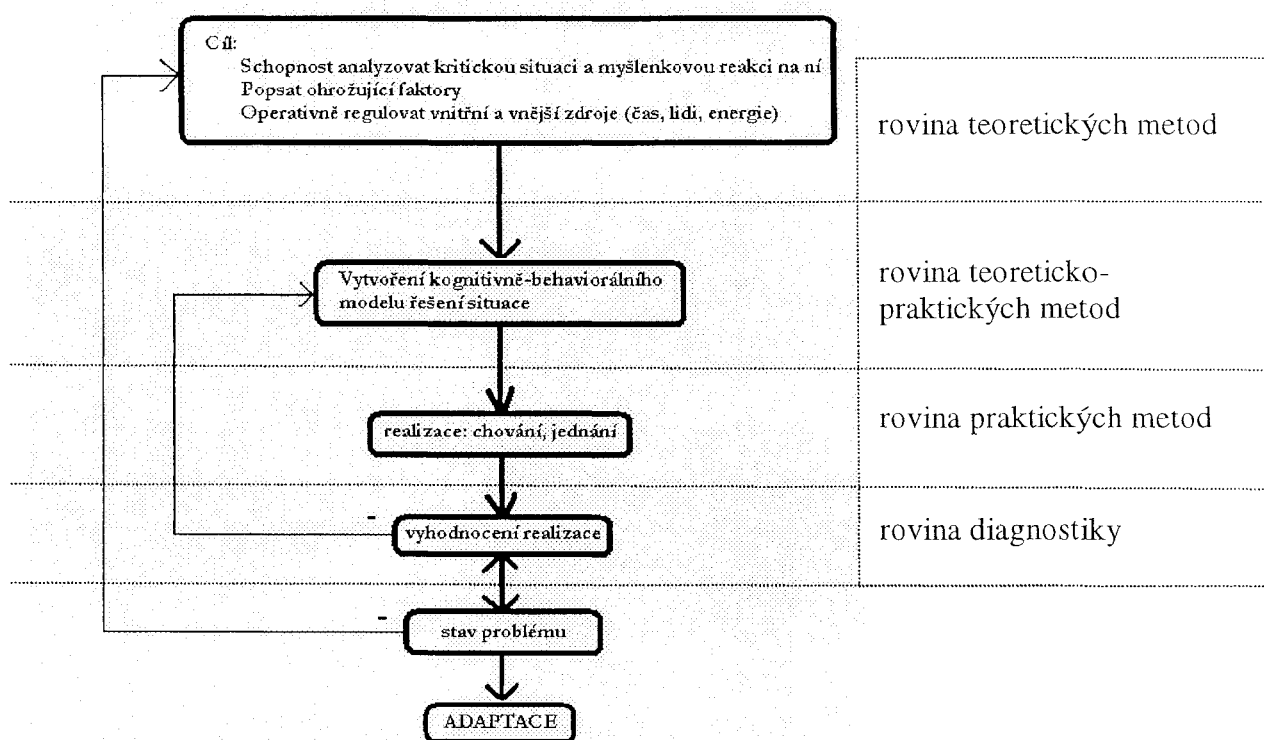 Cíl:
Schopnost analyzovat kritickou situaci a myšlenkovou reakci na ní
Popsat ohrožující faktory
Operativně regulovat vnitřní a vnější zdroje (čas, lidi, energie)
rovina teoretických metod
Vytvoření kognitivně-behaviorálního
modelu řešení situace
rovina teoreticko-
praktických metod
realizace: chování, jednání
rovina praktických metod
-
vyhodnocení realizace
rovina diagnostiky
-
stav problému
ADAPTACE